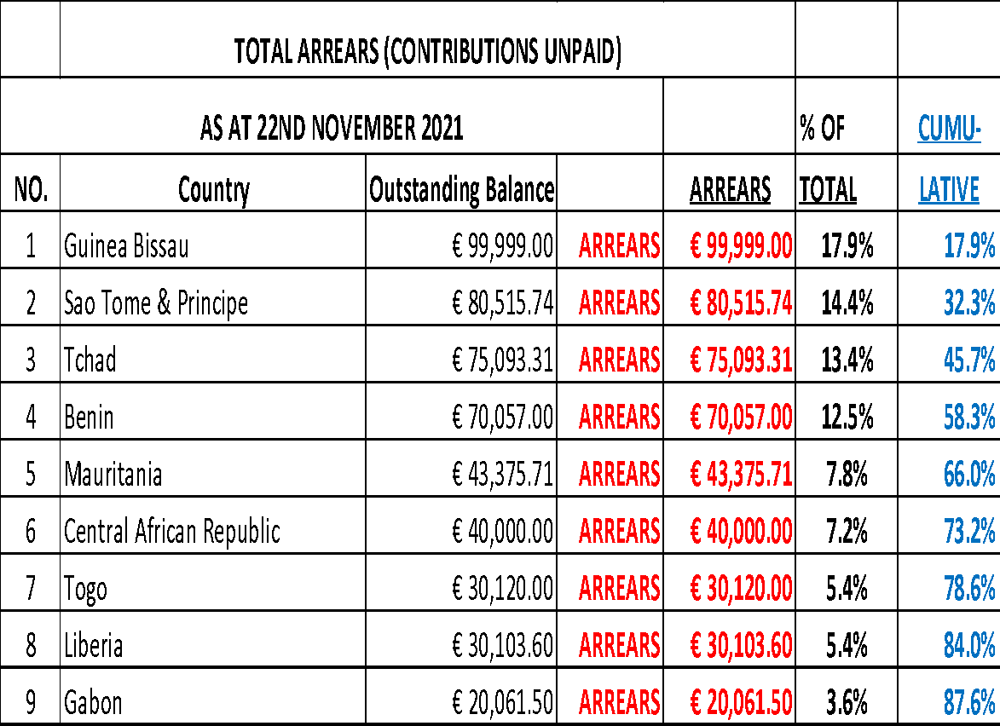 TOTAL ARREARS (CONTRIBUTIONS UNPAID)
AS AT 22ND NOVEMBER 2021 % OF CUMU-
NO. Country Outstanding Balance ARREARS TOTAL LATIVE
1 Guinea Bissau € 99,999.00 ARREARS € 99,999.00 17.9% 17.9%
2 Sao Tome & Principe € 80,515.74 ARREARS € 80,515.74 14.4% 32.3%
3 Tchad € 75,093.31 ARREARS € 75,093.31 13.4% 45.7%
4 Benin € 70,057.00 ARREARS € 70,057.00 12.5% 58.3%
5 Mauritania € 43,375.71 ARREARS € 43,375.71 7.8% 66.0%
6 Central African Republic € 40,000.00 ARREARS € 40,000.00 7.2% 73.2%
7 Togo € 30,120.00 ARREARS € 30,120.00 5.4% 78.6%
8 Liberia € 30,103.60 ARREARS € 30,103.60 5.4% 84.0%
9 Gabon € 20,061.50 ARREARS € 20,061.50 3.6% 87.6%